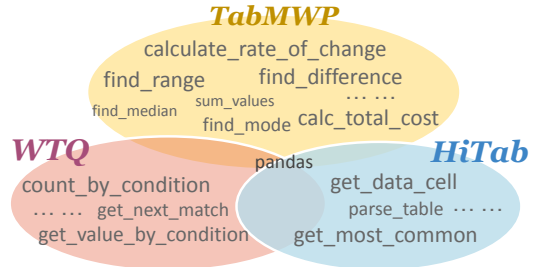 TabMWP
calculate_rate_of_change
find_range find_difference
find_median sum_values … …
find_mode calc_total_cost
WTQ HiTab
pandas
count_by_condition get_data_cell
… … get_next_match parse_table … …
get_value_by_condition get_most_common